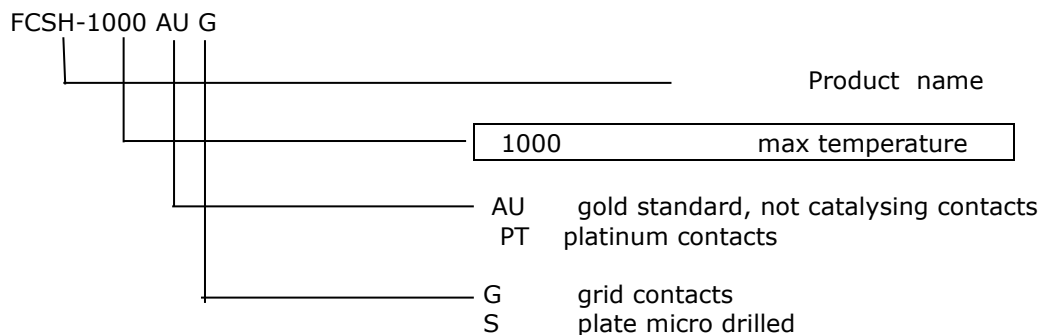 FCSH-1000 AU G
Product name
1000 max temperature
AU gold standard, not catalysing contacts
PT platinum contacts
G grid contacts
S plate micro drilled